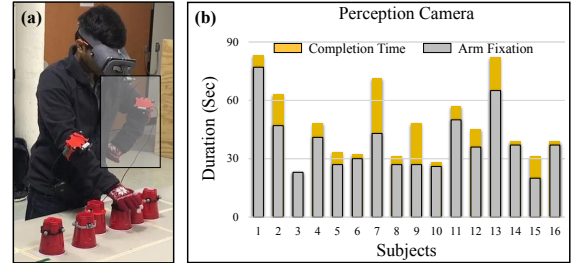 (a)
(b)
Perception Camera
Completion Time
Arm Fixation
Duration (Sec)
90
60
30
0
1 2 3 4 5 6 7 8 9 10 11 12 13 14 15 16
Subjects